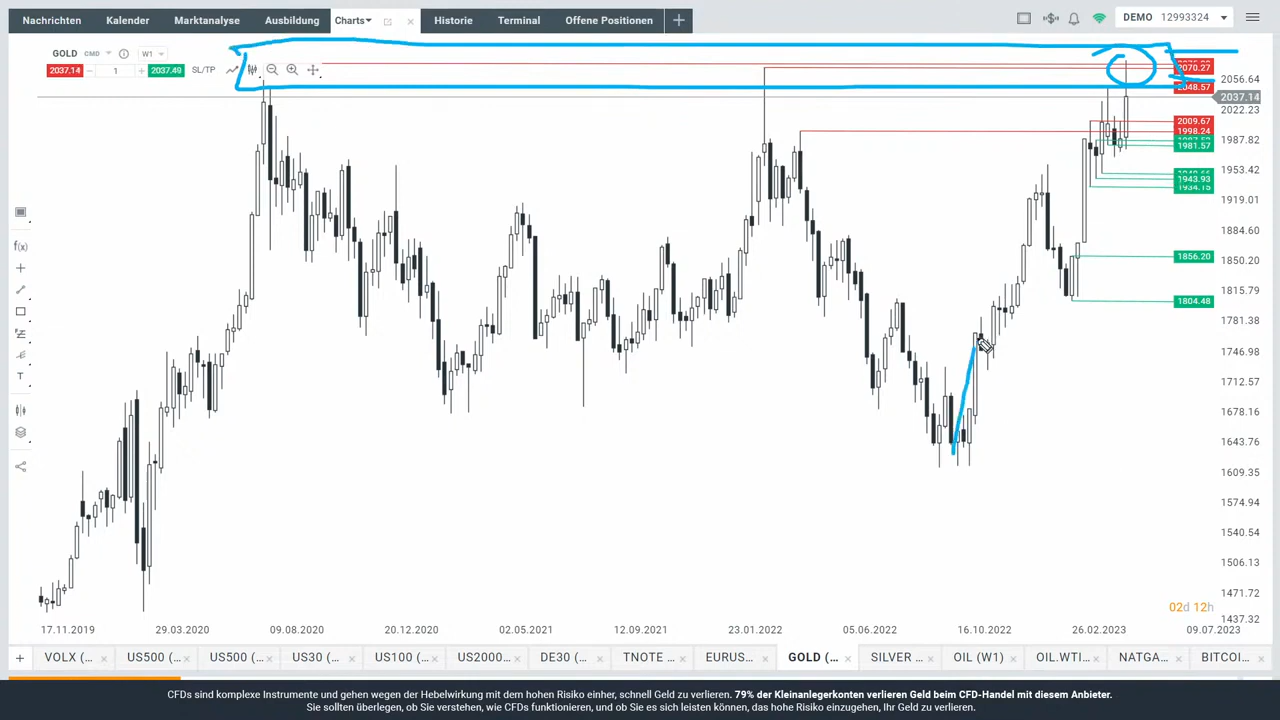 Nachrichten Kalender Marktanalyse Ausbildung Charts Historie Terminal Offene Positionen DEMO 12993324
GOLD CMD W1
2037.14 1 2037.49 SL/TP
2070.27
2056.64
2048.57
2037.14
2022.23
2009.67
1998.24
1987.82
1981.57
1953.42
1943.93
1934.15
1919.01
1884.60
1856.20
1850.20
1815.79
1804.48
1781.38
1746.98
1712.57
1678.16
1643.76
1609.35
1574.94
1540.54
1506.13
1471.72
1437.32
f(x)
T
02d 12h
17.11.2019 29.03.2020 09.08.2020 20.12.2020 02.05.2021 12.09.2021 23.01.2022 05.06.2022 16.10.2022 26.02.2023 09.07.2023
VOLX (... US500 (... US500 (... US30 (... US100 (... US2000... DE30 (... TNOTE ... EURUS... GOLD (... SILVER ... OIL (W1) OIL.WTI... NATGA... BITCOI...
CFDs sind komplexe Instrumente und gehen wegen der Hebelwirkung mit dem hohen Risiko einher, schnell Geld zu verlieren. 79% der Kleinanlegerkonten verlieren Geld beim CFD-Handel mit diesem Anbieter.
Sie sollten überlegen, ob Sie verstehen, wie CFDs funktionieren, und ob Sie es sich leisten können, das hohe Risiko einzugehen, Ihr Geld zu verlieren.